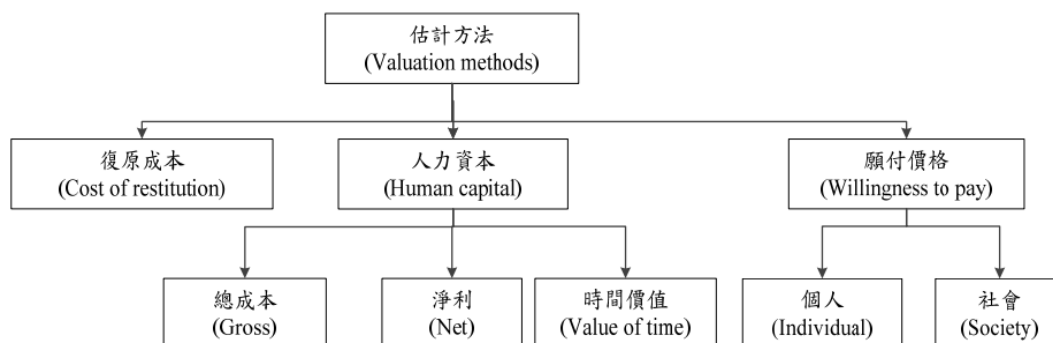 估計方法
(Valuation methods)
復原成本
(Cost of restitution)
人力資本
(Human capital)
願付價格
(Willingness to pay)
總成本
(Gross)
淨利
(Net)
時間價值
(Value of time)
個人
(Individual)
社會
(Society)